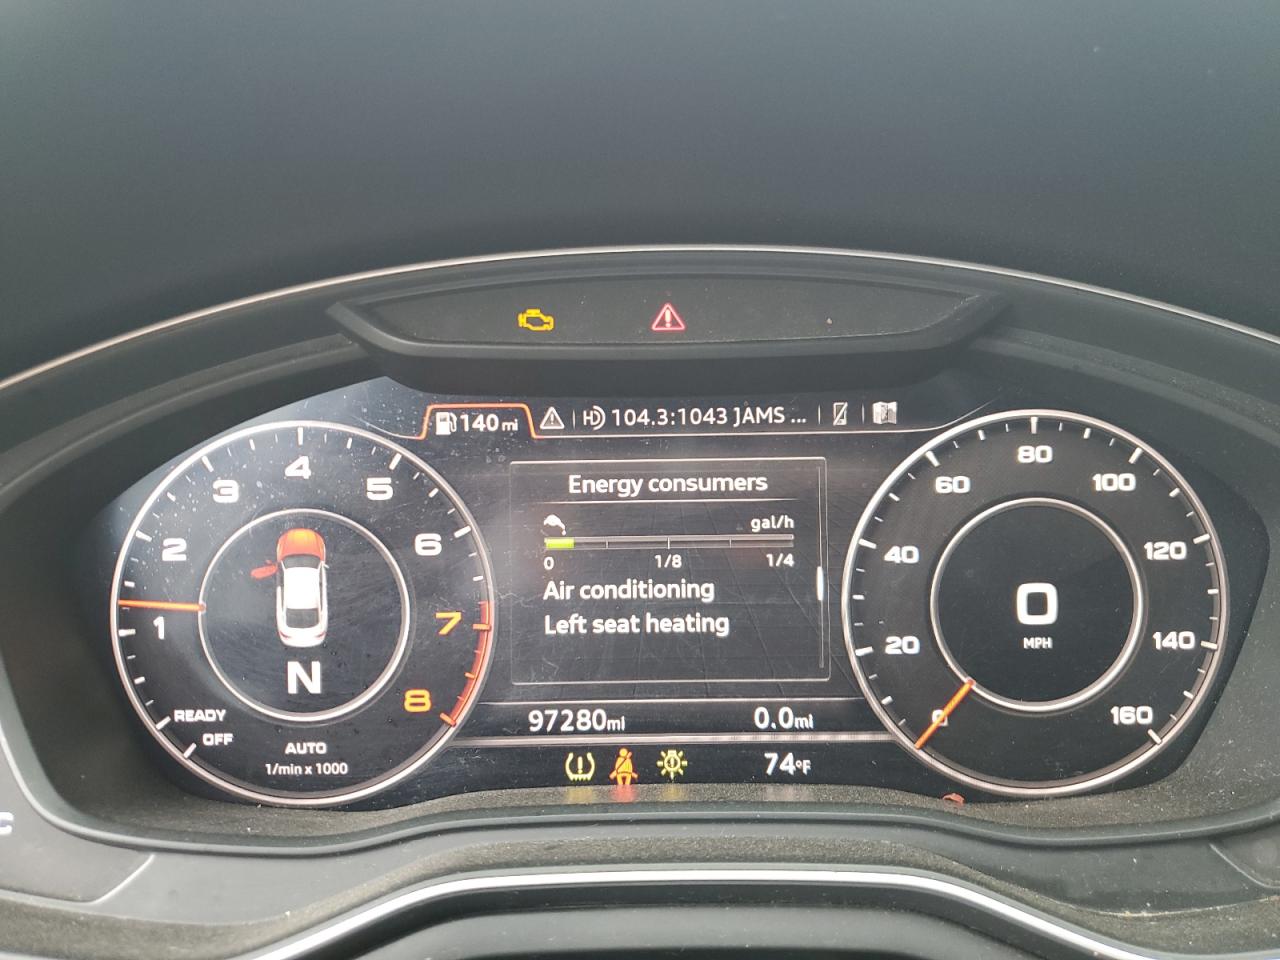 140 mi
HD 104.3:1043 JAMS ...
Energy consumers
gal/h
0 1/8 1/4
Air conditioning
Left seat heating
1 2 3 4 5 6 7 8
N
READY
OFF
AUTO
1/min x 1000
97280mi
0.0mi
74°F
0 20 40 60 80 100 120 140 160
0
MPH
C